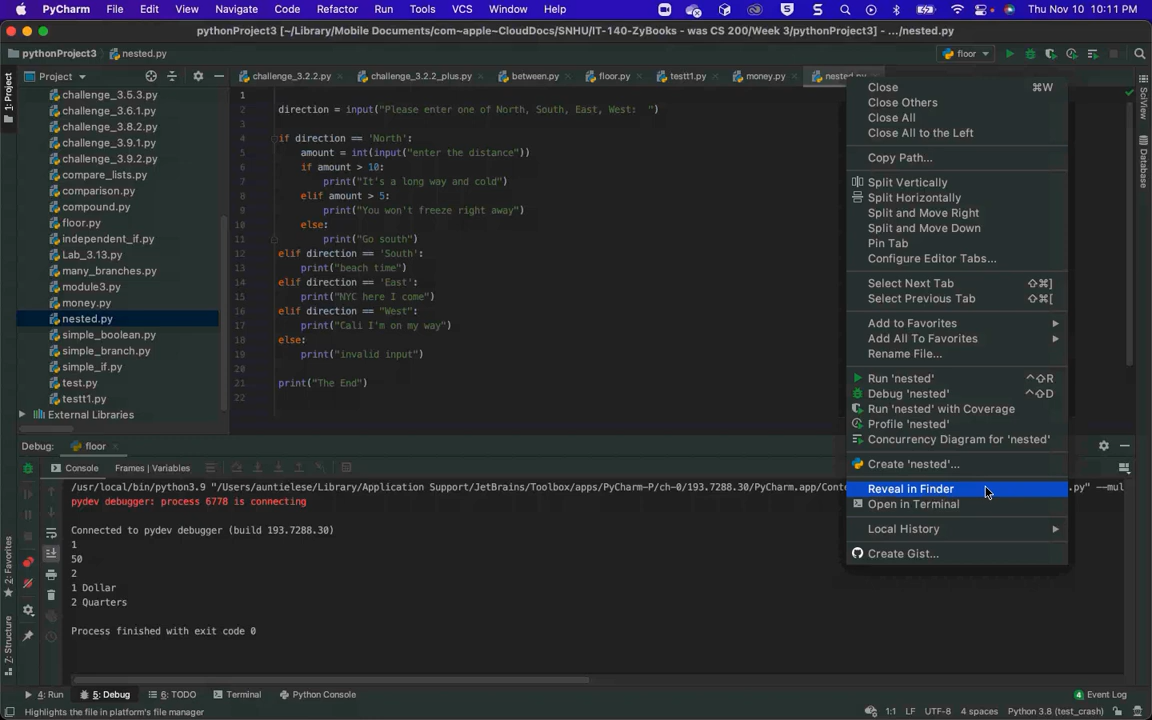 PyCharm File Edit View Navigate Code Refactor Run Tools VCS Window Help Thu Nov 10 10:11 PM
pythonProject3 [~/Library/Mobile Documents/com~apple~CloudDocs/SNHU/IT-140-ZyBooks - was CS 200/Week 3/pythonProject3] - .../nested.py
pythonProject3 nested.py floor
Project challenge_3.2.2.py challenge_3.2.2_plus.py between.py floor.py testt1.py money.py nested.py
1: Project
SciView
Database
challenge_3.5.3.py
challenge_3.6.1.py
challenge_3.8.2.py
challenge_3.9.1.py
challenge_3.9.2.py
compare_lists.py
comparison.py
compound.py
floor.py
independent_if.py
Lab_3.13.py
many_branches.py
module3.py
money.py
nested.py
simple_boolean.py
simple_branch.py
simple_if.py
test.py
testt1.py
External Libraries
1
2 direction = input("Please enter one of North, South, East, West:  ")
3
4 if direction == 'North':
5 amount = int(input("enter the distance"))
6 if amount > 10:
7 print("It's a long way and cold")
8 elif amount > 5:
9 print("You won't freeze right away")
10 else:
11 print("Go south")
12 elif direction == 'South':
13 print("beach time")
14 elif direction == 'East':
15 print("NYC here I come")
16 elif direction == "West":
17 print("Cali I'm on my way")
18 else:
19 print("invalid input")
20
21 print("The End")
22
Close ⌘W
Close Others
Close All
Close All to the Left
Copy Path...
Split Vertically
Split Horizontally
Split and Move Right
Split and Move Down
Pin Tab
Configure Editor Tabs...
Select Next Tab ⇧⌘]
Select Previous Tab ⇧⌘[
Add to Favorites
Add All To Favorites
Rename File...
Run 'nested' ^⇧R
Debug 'nested' ^⇧D
Run 'nested' with Coverage
Profile 'nested'
Concurrency Diagram for 'nested'
Create 'nested'...
Reveal in Finder
Open in Terminal
Local History
Create Gist...
Debug: floor
Console Frames | Variables
/usr/local/bin/python3.9 "/Users/auntielese/Library/Application Support/JetBrains/Toolbox/apps/PyCharm-P/ch-0/193.7288.30/PyCharm.app/Conte .py" --mul
pydev debugger: process 6778 is connecting
Connected to pydev debugger (build 193.7288.30)
1
50
2
1 Dollar
2 Quarters
Process finished with exit code 0
2: Favorites
Z: Structure
4: Run 5: Debug 6: TODO Terminal Python Console 4 Event Log
Highlights the file in platform's file manager 1:1 LF UTF-8 4 spaces Python 3.8 (test_crash)